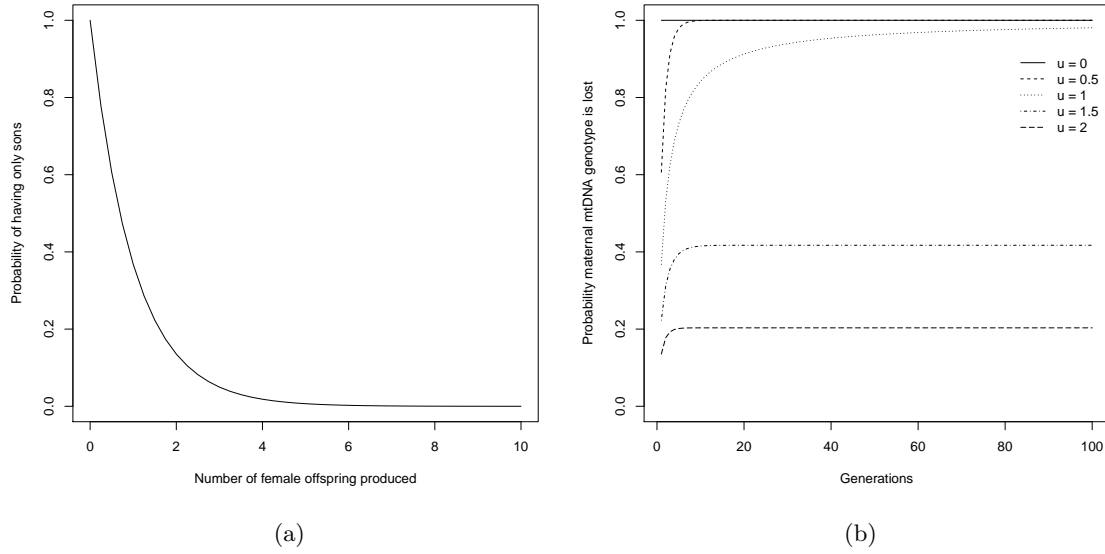 Probability of having only sons
1.0
0.8
0.6
0.4
0.2
0.0
0 2 4 6 8 10
Number of female offspring produced
(a)
Probability maternal mtDNA genotype is lost
1.0
0.8
0.6
0.4
0.2
0.0
u = 0
u = 0.5
u = 1
u = 1.5
u = 2
0 20 40 60 80 100
Generations
(b)